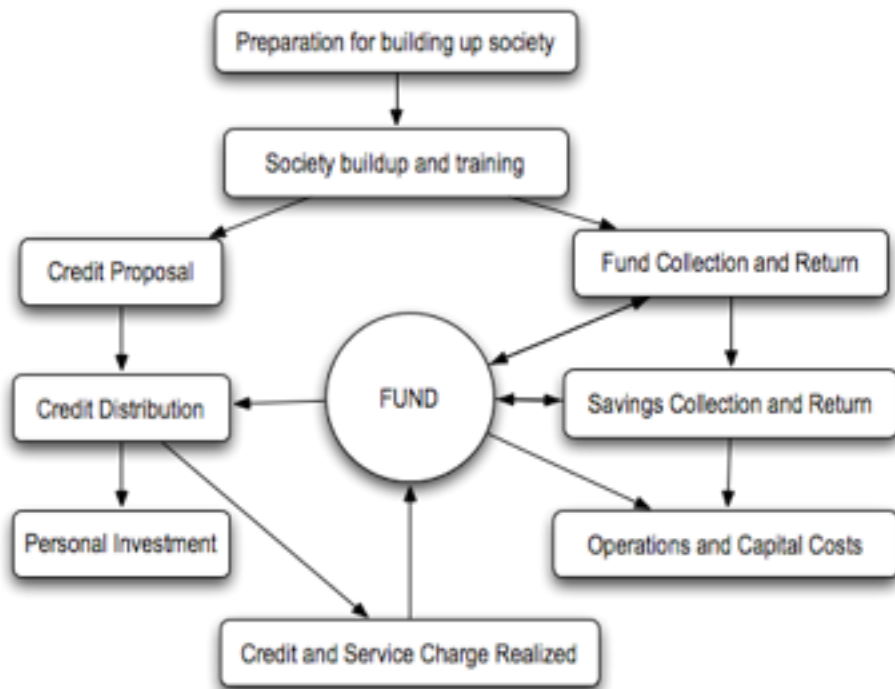 Preparation for building up society
Society buildup and training
Credit Proposal
Fund Collection and Return
FUND
Credit Distribution
Savings Collection and Return
Personal Investment
Operations and Capital Costs
Credit and Service Charge Realized